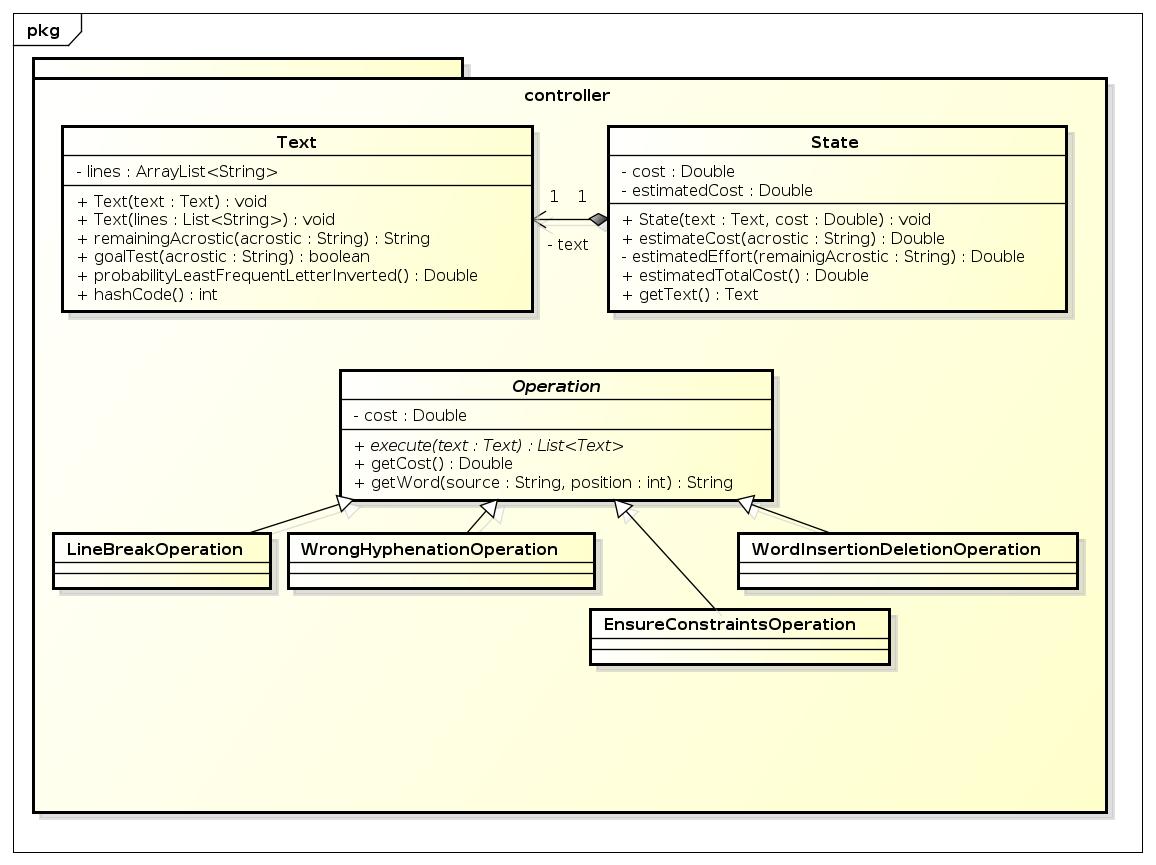 pkg
controller
Text
- lines : ArrayList<String>
+ Text(text : Text) : void
+ Text(lines : List<String>) : void
+ remainingAcrostic(acrostic : String) : String
+ goalTest(acrostic : String) : boolean
+ probabilityLeastFrequentLetterInverted() : Double
+ hashCode() : int
1 1
- text
State
- cost : Double
- estimatedCost : Double
+ State(text : Text, cost : Double) : void
+ estimateCost(acrostic : String) : Double
- estimatedEffort(remainigAcrostic : String) : Double
+ estimatedTotalCost() : Double
+ getText() : Text
Operation
- cost : Double
+ execute(text : Text) : List<Text>
+ getCost() : Double
+ getWord(source : String, position : int) : String
LineBreakOperation
WrongHyphenationOperation
WordInsertionDeletionOperation
EnsureConstraintsOperation